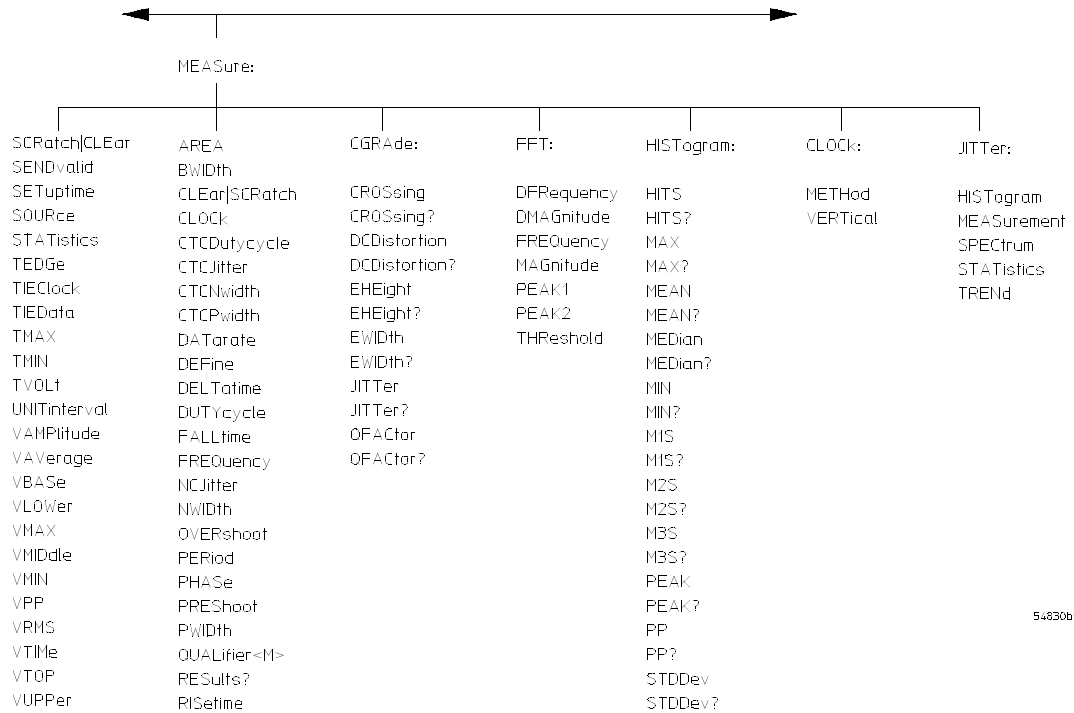 MEASure:
SCRatch|CLEar
SENDvalid
SETuptime
SOURce
STATistics
TEDGe
TIEClock
TIEData
TMAX
TMIN
TVOLt
UNITinterval
VAMPlitude
VAVerage
VBASe
VLOWer
VMAX
VMIDdle
VMIN
VPP
VRMS
VTIMe
VTOP
VUPPer
AREA
BWIDth
CLEar|SCRatch
CLOCk
CTCDutycycle
CTCJitter
CTCNwidth
CTCPwidth
DATarate
DEFine
DELTatime
DUTYcycle
FALLtime
FREQuency
NCJitter
NWIDth
OVERshoot
PERiod
PHASe
PREShoot
PWIDth
QUALifier<M>
RESults?
RISetime
CGRAde:
CROSsing
CROSsing?
DCDistortion
DCDistortion?
EHEight
EHEight?
EWIDth
EWIDth?
JITTer
JITTer?
QFACtor
QFACtor?
FFT:
DFRequency
DMAGnitude
FREQuency
MAGnitude
PEAK1
PEAK2
THReshold
HISTogram:
HITS
HITS?
MAX
MAX?
MEAN
MEAN?
MEDian
MEDian?
MIN
MIN?
M1S
M1S?
M2S
M2S?
M3S
M3S?
PEAK
PEAK?
PP
PP?
STDDev
STDDev?
CLOCk:
METHod
VERTical
JITTer:
HISTogram
MEASurement
SPECtrum
STATistics
TRENd
54830b